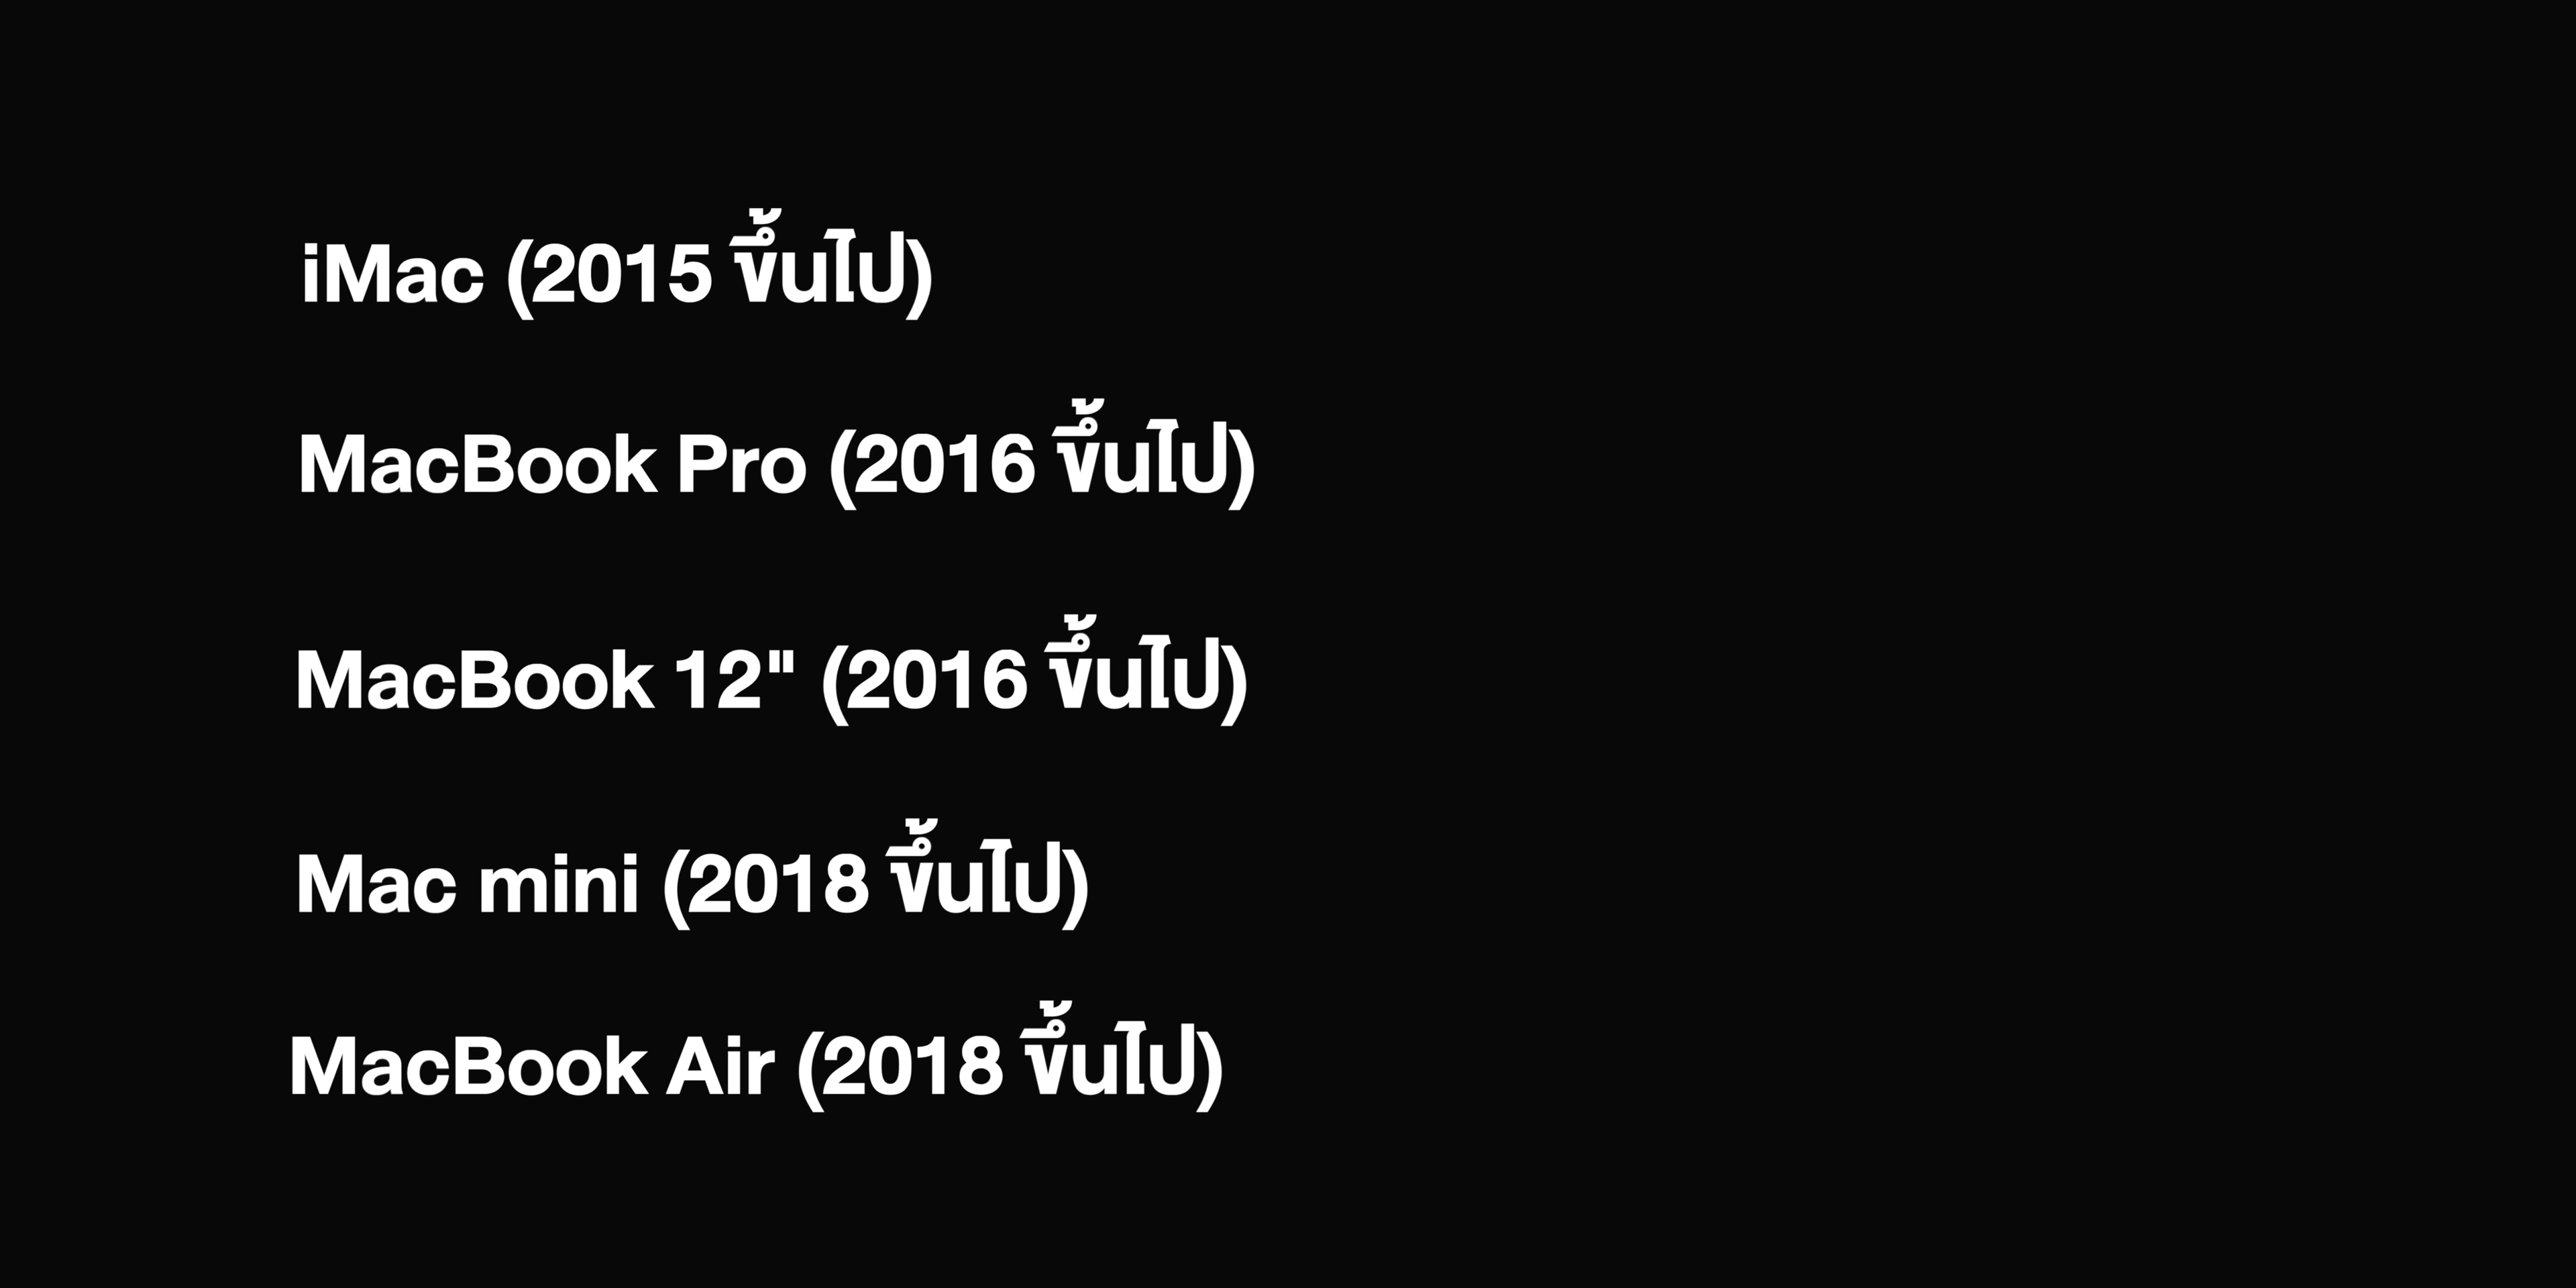 iMac (2015 ขึ้นไป)
MacBook Pro (2016 ขึ้นไป)
MacBook 12" (2016 ขึ้นไป)
Mac mini (2018 ขึ้นไป)
MacBook Air (2018 ขึ้นไป)